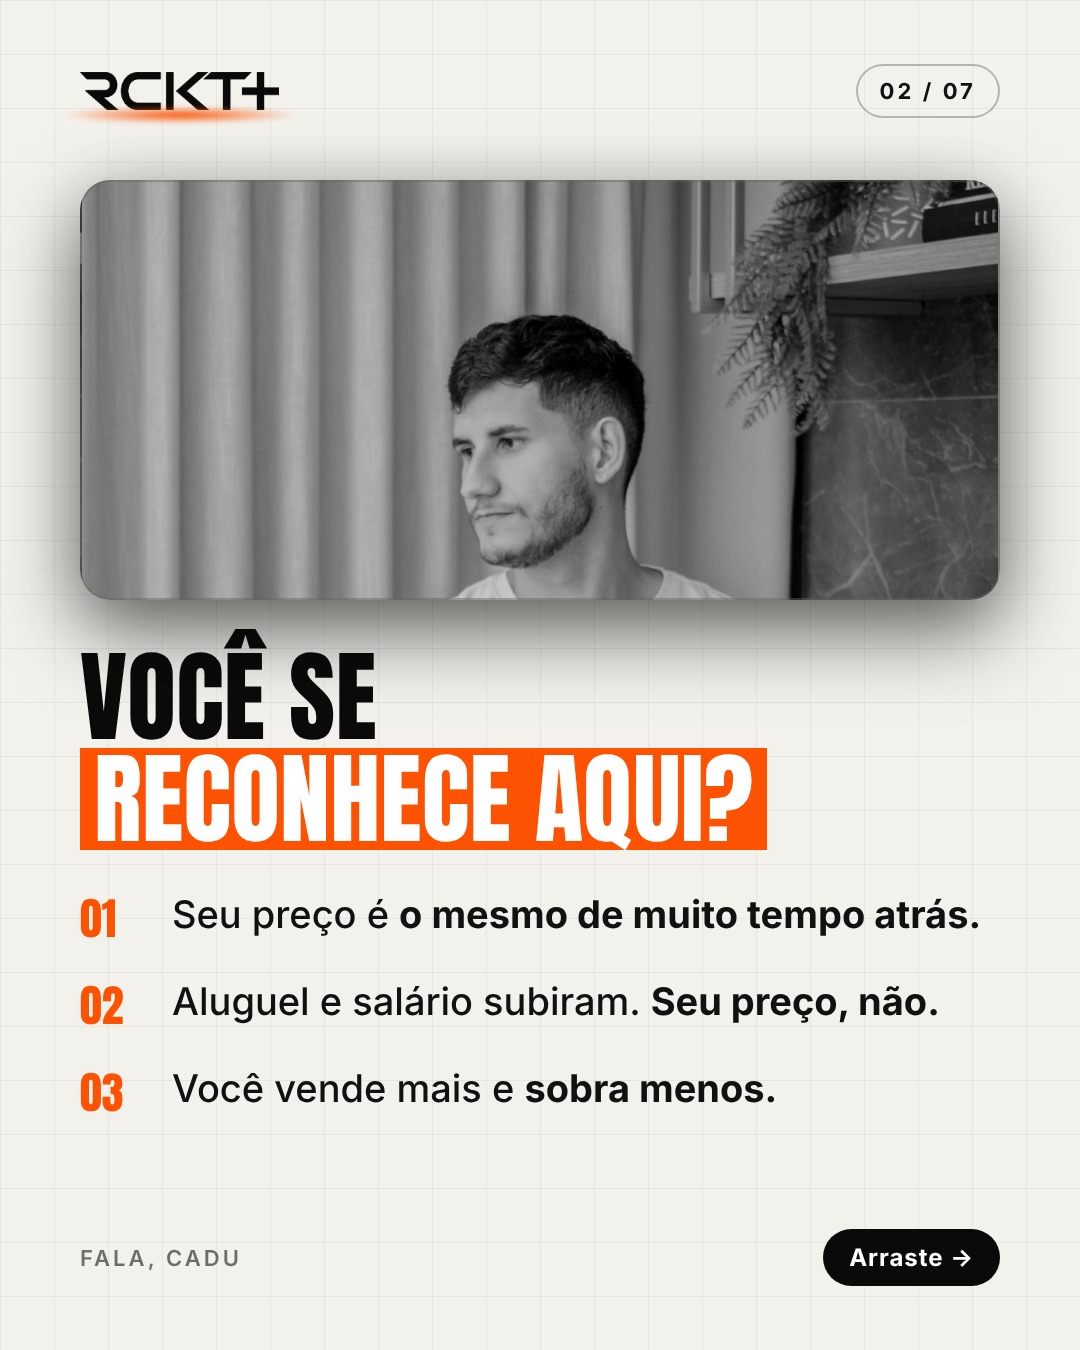 RCKT+
02 / 07
VOCÊ SE
RECONHECE AQUI?
01 Seu preço é o mesmo de muito tempo atrás.
02 Aluguel e salário subiram. Seu preço, não.
03 Você vende mais e sobra menos.
FALA, CADU
Arraste →